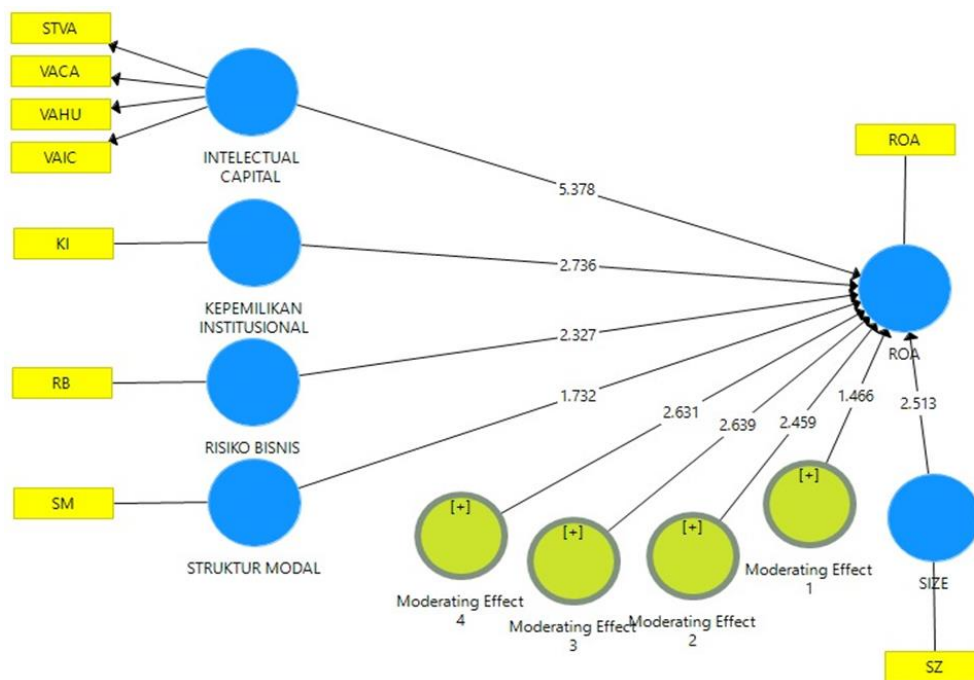 STVA
VACA
VAHU
VAIC
INTELECTUAL
CAPITAL
KI
KEPEMILIKAN
INSTITUSIONAL
RB
RISIKO BISNIS
SM
STRUKTUR MODAL
5.378
2.736
2.327
1.732
2.631
2.639
2.459
1.466
2.513
ROA
ROA
[+]
Moderating Effect
4
[+]
Moderating Effect
3
[+]
Moderating Effect
2
[+]
Moderating Effect
1
SIZE
SZ